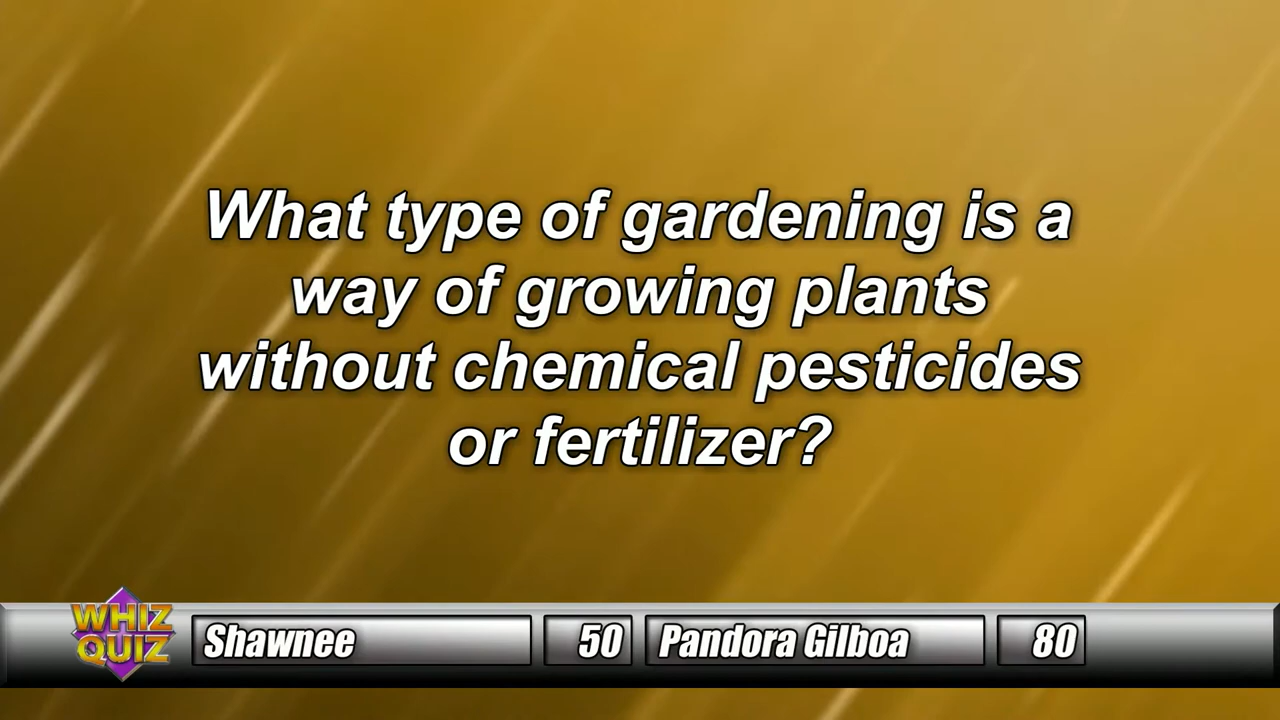 What type of gardening is a
way of growing plants
without chemical pesticides
or fertilizer?
WHIZ
QUIZ
Shawnee 50 Pandora Gilboa 80